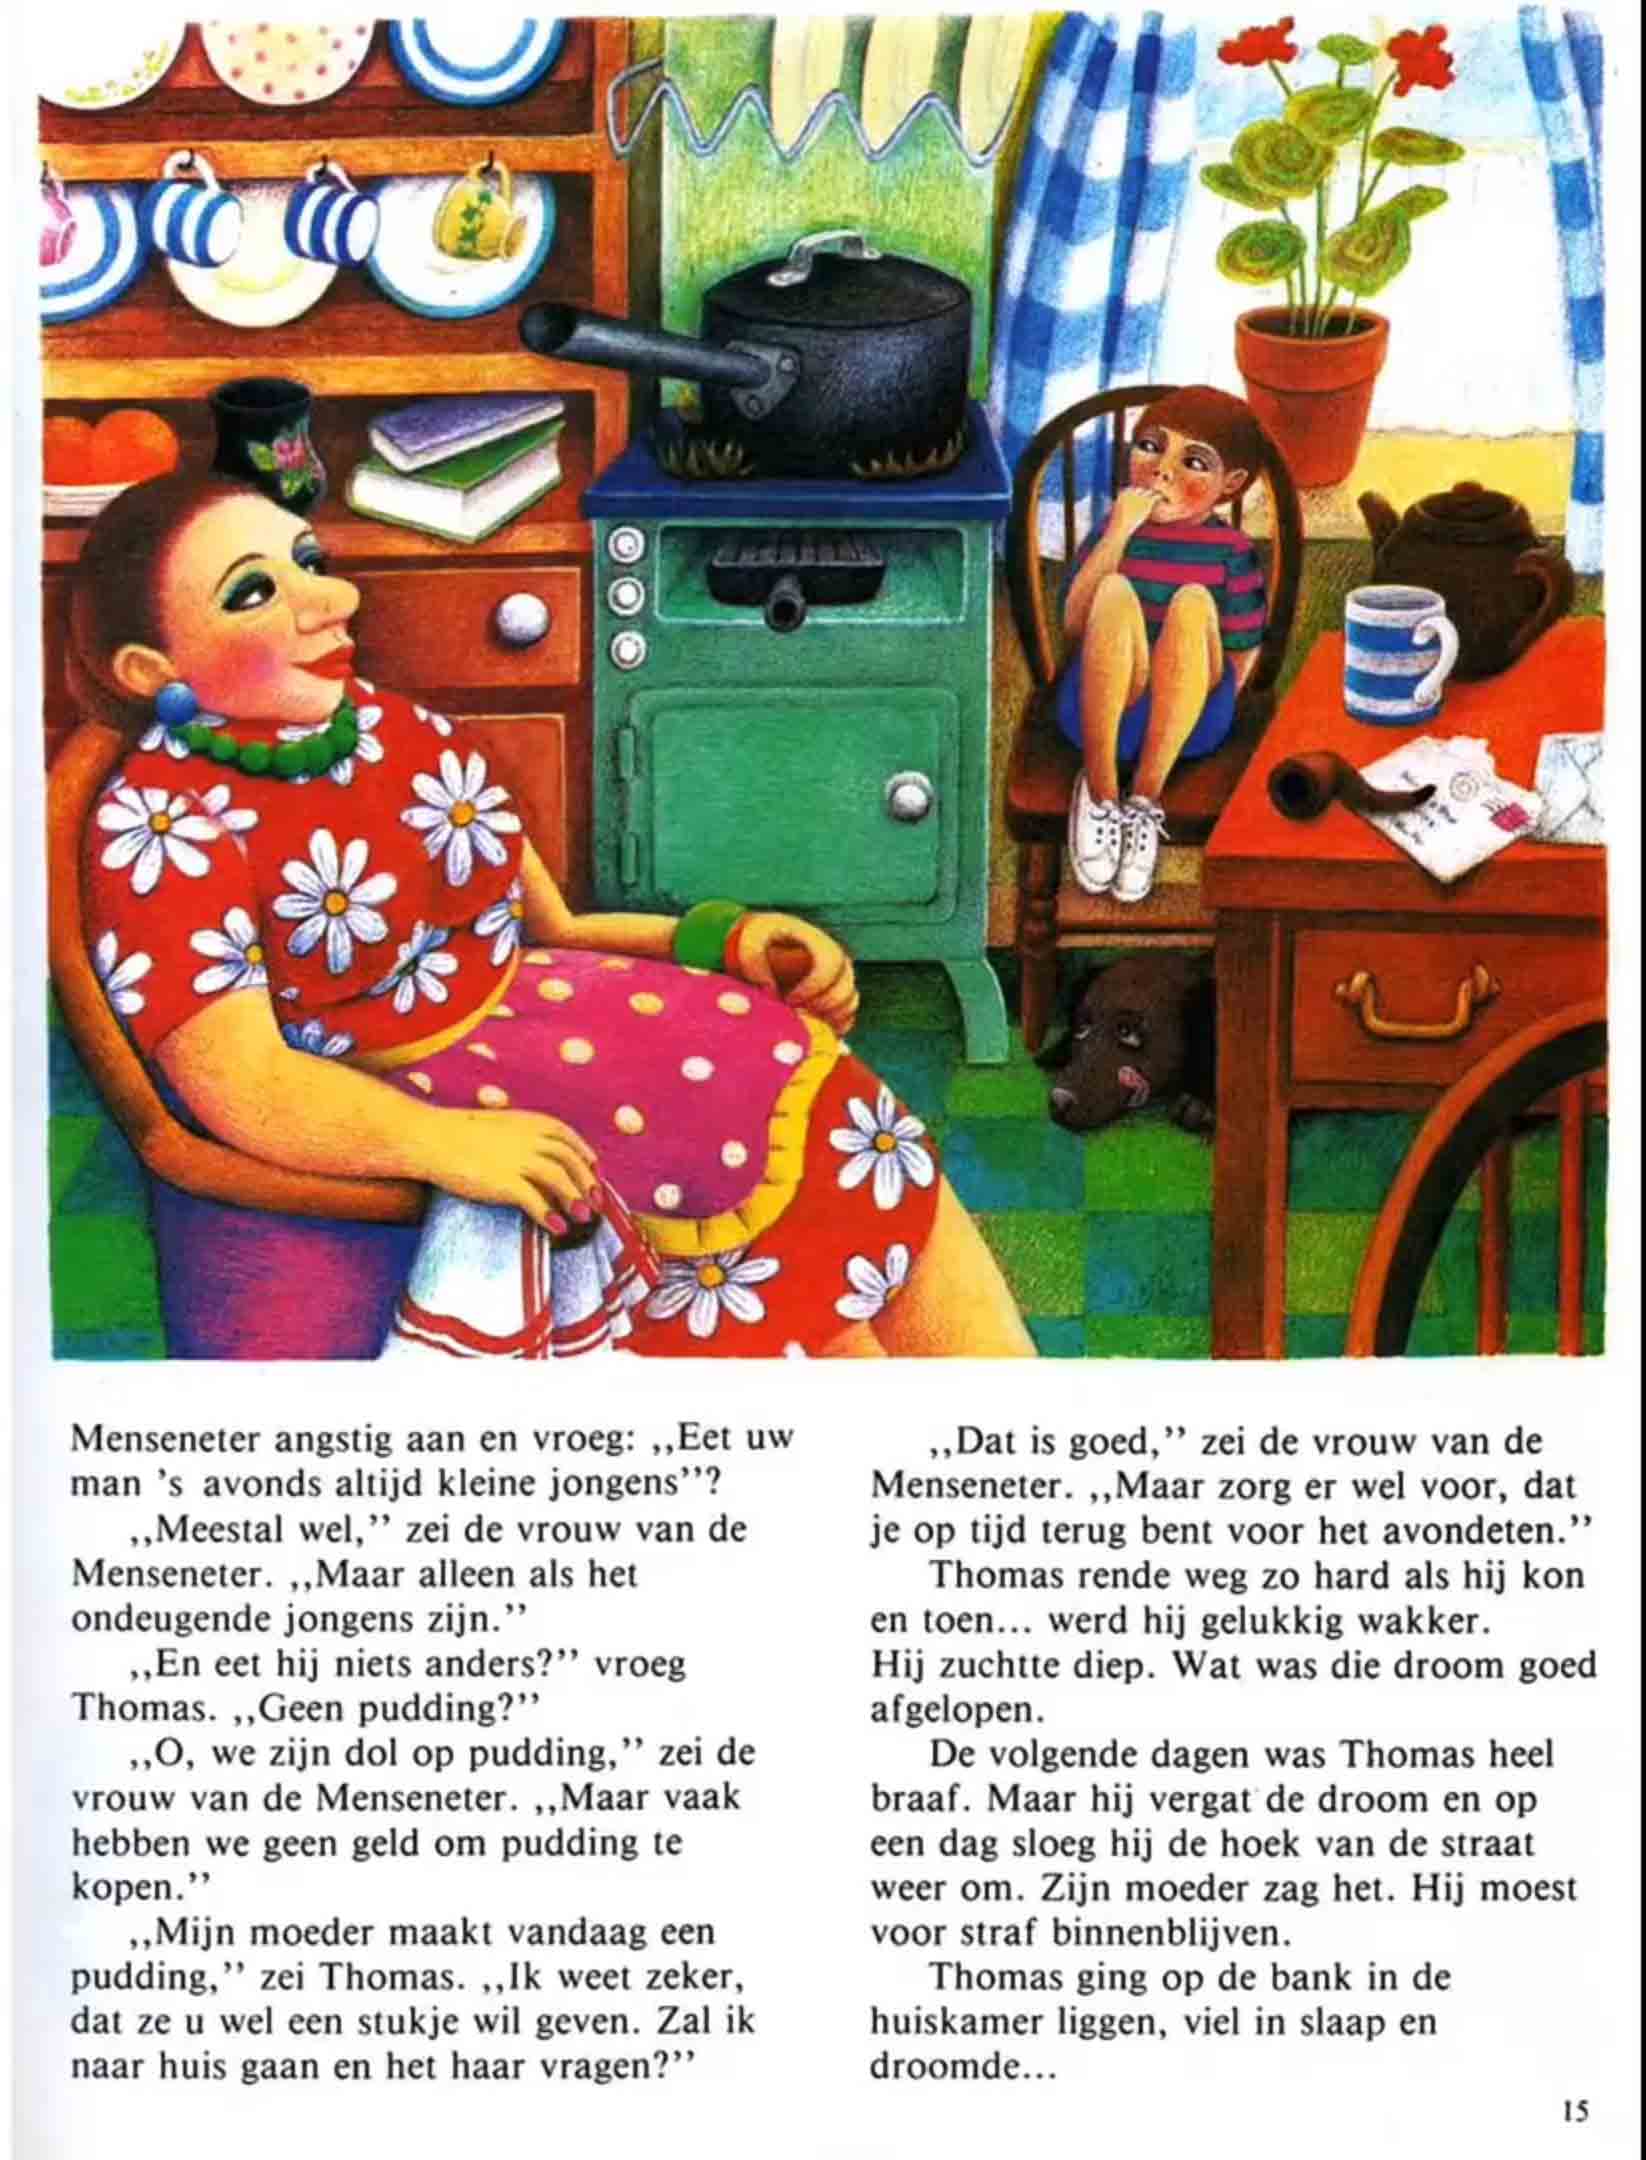 Menseneter angstig aan en vroeg: ,,Eet uw
man 's avonds altijd kleine jongens''?
,,Meestal wel,'' zei de vrouw van de
Menseneter. ,,Maar alleen als het
ondeugende jongens zijn.''
,,En eet hij niets anders?'' vroeg
Thomas. ,,Geen pudding?''
,,O, we zijn dol op pudding,'' zei de
vrouw van de Menseneter. ,,Maar vaak
hebben we geen geld om pudding te
kopen.''
,,Mijn moeder maakt vandaag een
pudding,'' zei Thomas. ,,Ik weet zeker,
dat ze u wel een stukje wil geven. Zal ik
naar huis gaan en het haar vragen?''
,,Dat is goed,'' zei de vrouw van de
Menseneter. ,,Maar zorg er wel voor, dat
je op tijd terug bent voor het avondeten.''
Thomas rende weg zo hard als hij kon
en toen... werd hij gelukkig wakker.
Hij zuchtte diep. Wat was die droom goed
afgelopen.
De volgende dagen was Thomas heel
braaf. Maar hij vergat de droom en op
een dag sloeg hij de hoek van de straat
weer om. Zijn moeder zag het. Hij moest
voor straf binnenblijven.
Thomas ging op de bank in de
huiskamer liggen, viel in slaap en
droomde...
15